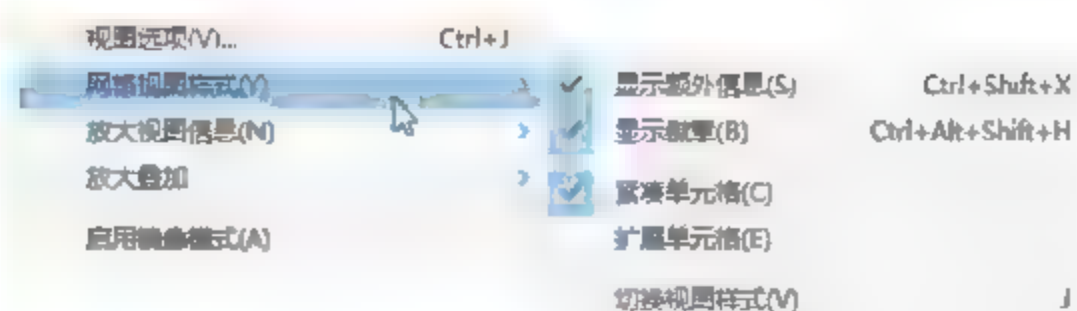 视图选项(V)... Ctrl+J
网格视图样式(Y)
放大视图信息(N)
放大叠加
启用镜像模式(A)
显示额外信息(S) Ctrl+Shift+X
显示徽章(B) Ctrl+Alt+Shift+H
紧凑单元格(C)
扩展单元格(E)
切换视图样式(V) J